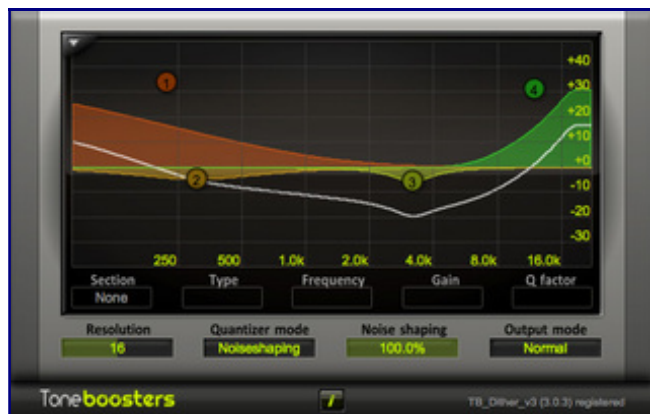 1
4
2
3
+40
+30
+20
+10
+0
-10
-20
-30
250 500 1.0k 2.0k 4.0k 8.0k 16.0k
Section Type Frequency Gain Q factor
None
Resolution Quantizer mode Noise shaping Output mode
16 Noiseshaping 100.0% Normal
Toneboosters i TB_Dither_v3 (3.0.3) registered